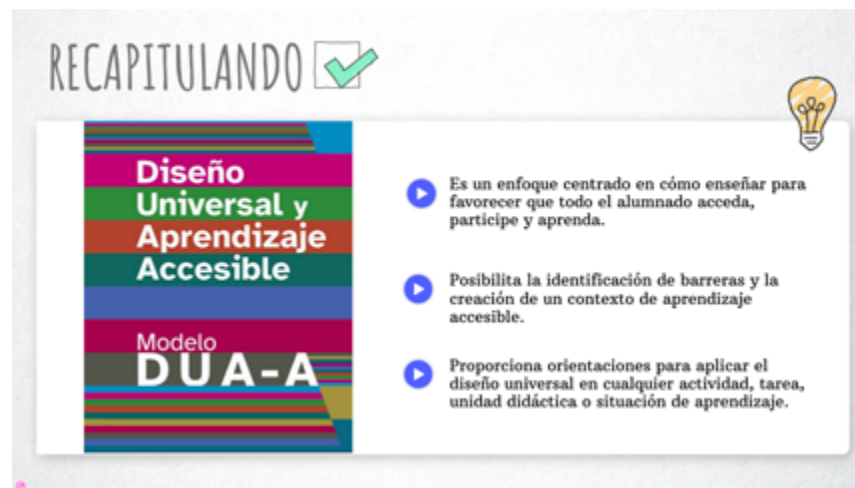 RECAPITULANDO
Diseño
Universal y
Aprendizaje
Accesible
Modelo
DUA-A
Es un enfoque centrado en cómo enseñar para
favorecer que todo el alumnado acceda,
participe y aprenda.
Posibilita la identificación de barreras y la
creación de un contexto de aprendizaje
accesible.
Proporciona orientaciones para aplicar el
diseño universal en cualquier actividad, tarea,
unidad didáctica o situación de aprendizaje.